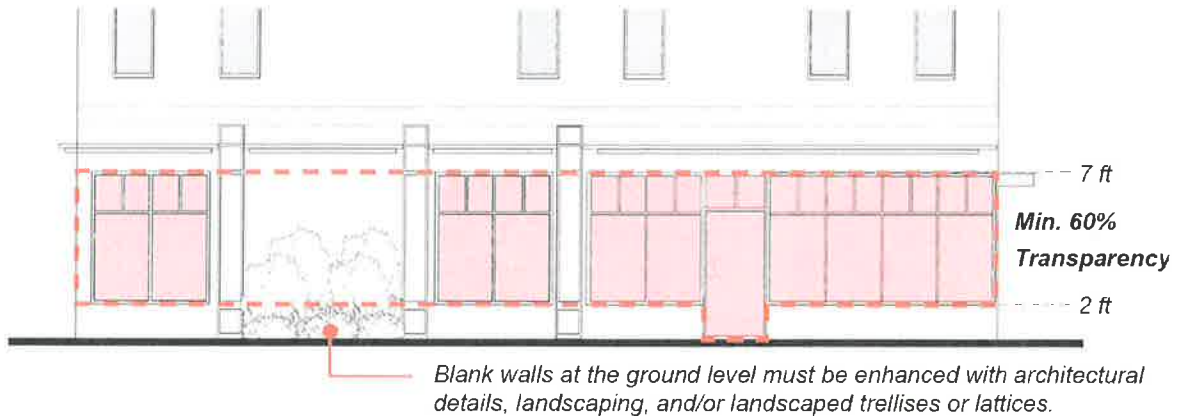 7 ft
Min. 60%
Transparency
2 ft
Blank walls at the ground level must be enhanced with architectural
details, landscaping, and/or landscaped trellises or lattices.